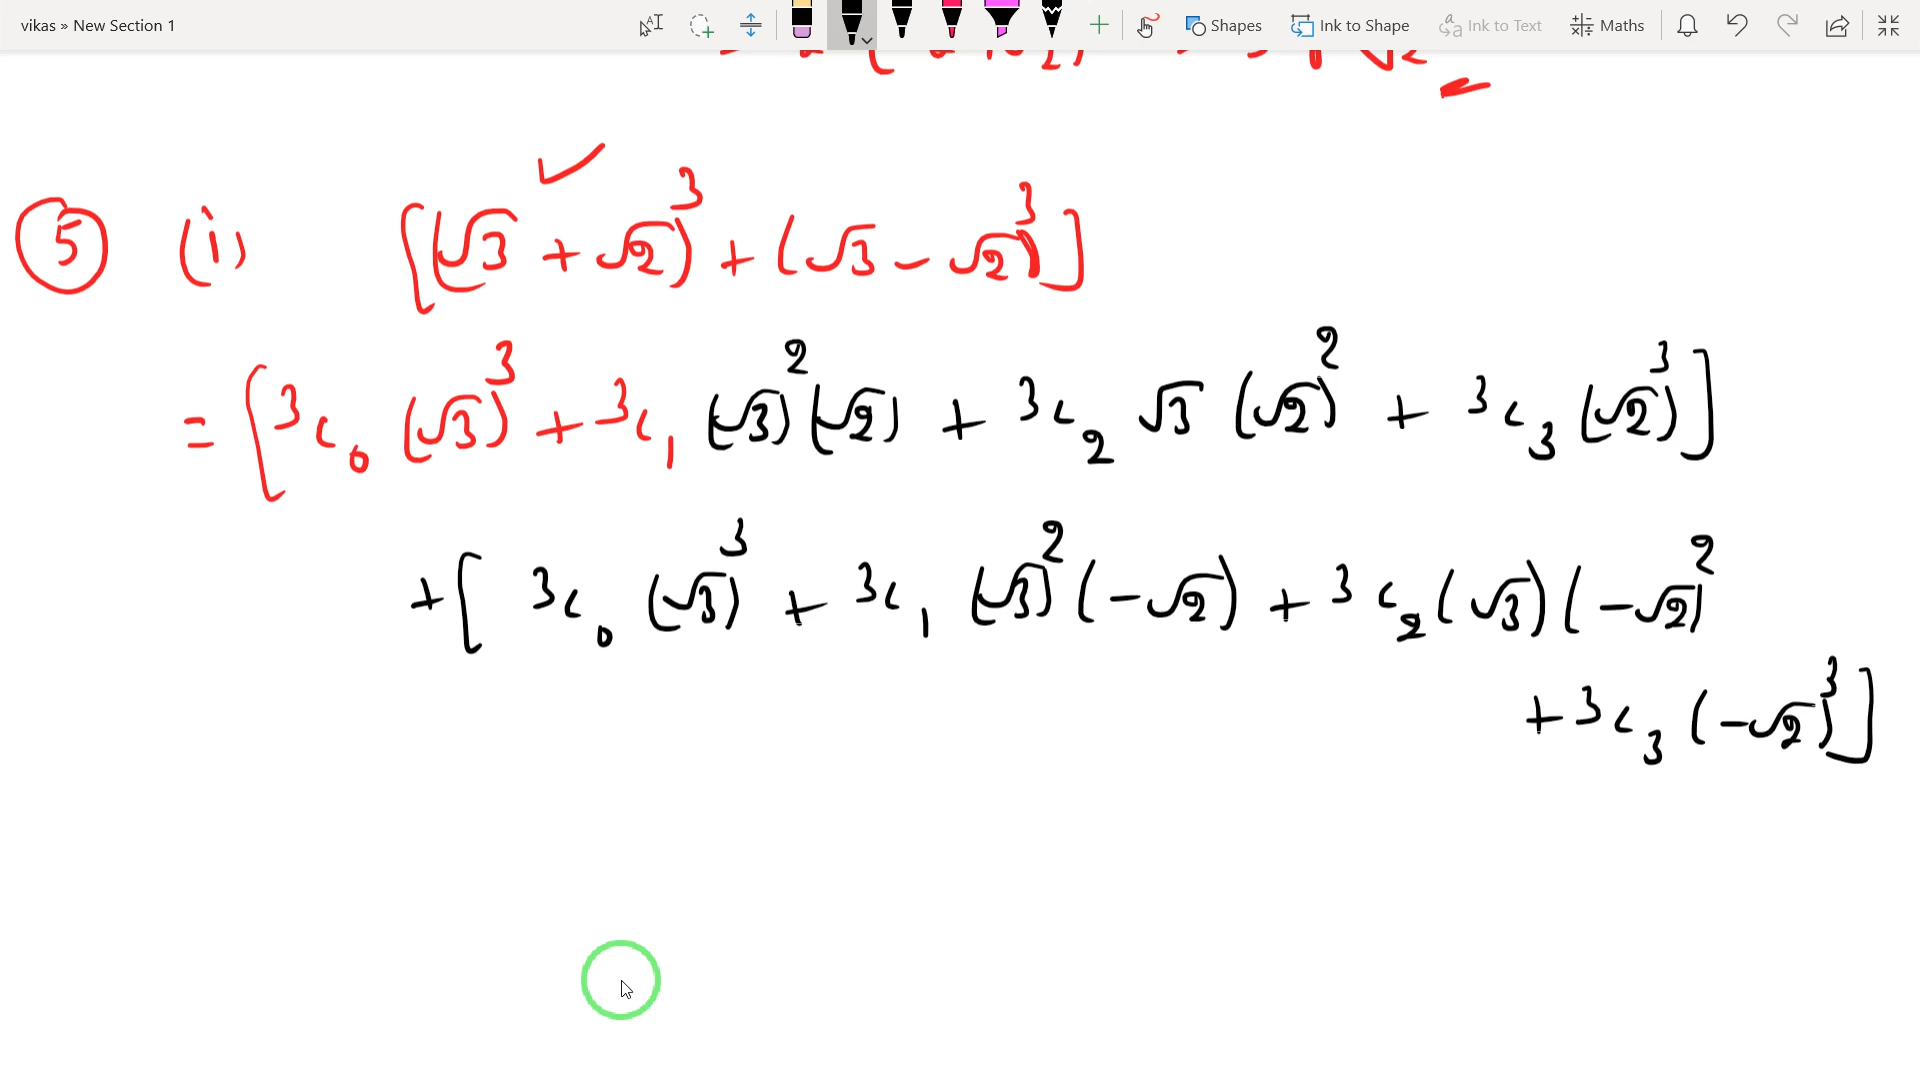 vikas » New Section 1 Shapes Ink to Shape Ink to Text Maths
5 (i) [(√3 + √2)³ + (√3 - √2)³]
= [³C₀ (√3)³ + ³C₁ (√3)²(√2) + ³C₂ √3 (√2)² + ³C₃ (√2)³]
+ [ ³C₀ (√3)³ + ³C₁ (√3)² (-√2) + ³C₂ (√3) (-√2)²
+ ³C₃ (-√2)³]